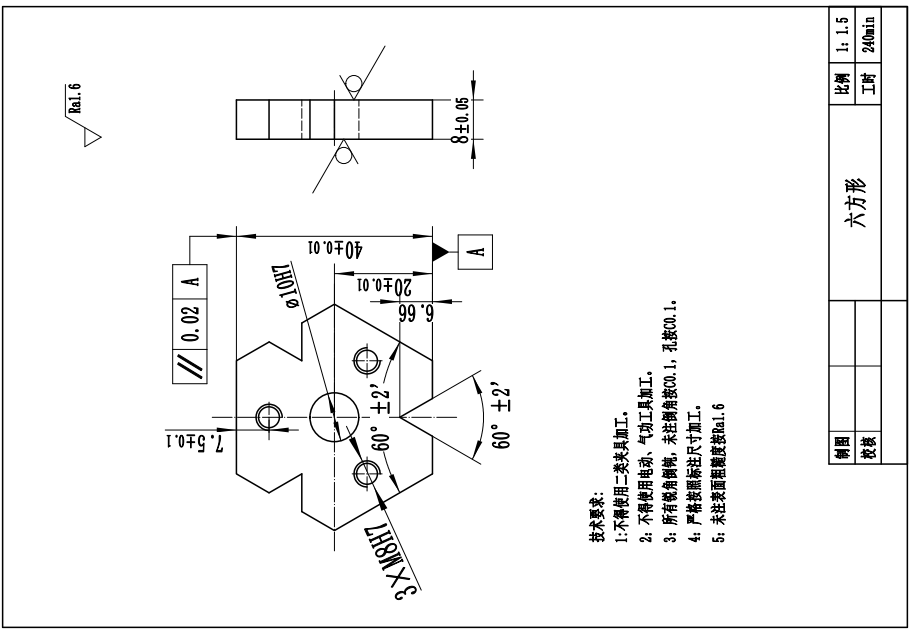 Ra1.6
8±0.05
// 0.02 A
40±0.01
20±0.01
6.66
A
⌀10H7
7.5±0.1
60° ±2′
60° ±2′
3×M8H7
技术要求:
1:不得使用二类夹具加工。
2: 不得使用电动、气功工具加工。
3: 所有锐角倒钝, 未注倒角按C0.1, 孔按C0.1。
4: 严格按照标注尺寸加工。
5: 未注表面粗糙度按Ra1.6
制图
校核
六方形
比例 1: 1.5
工时 240min